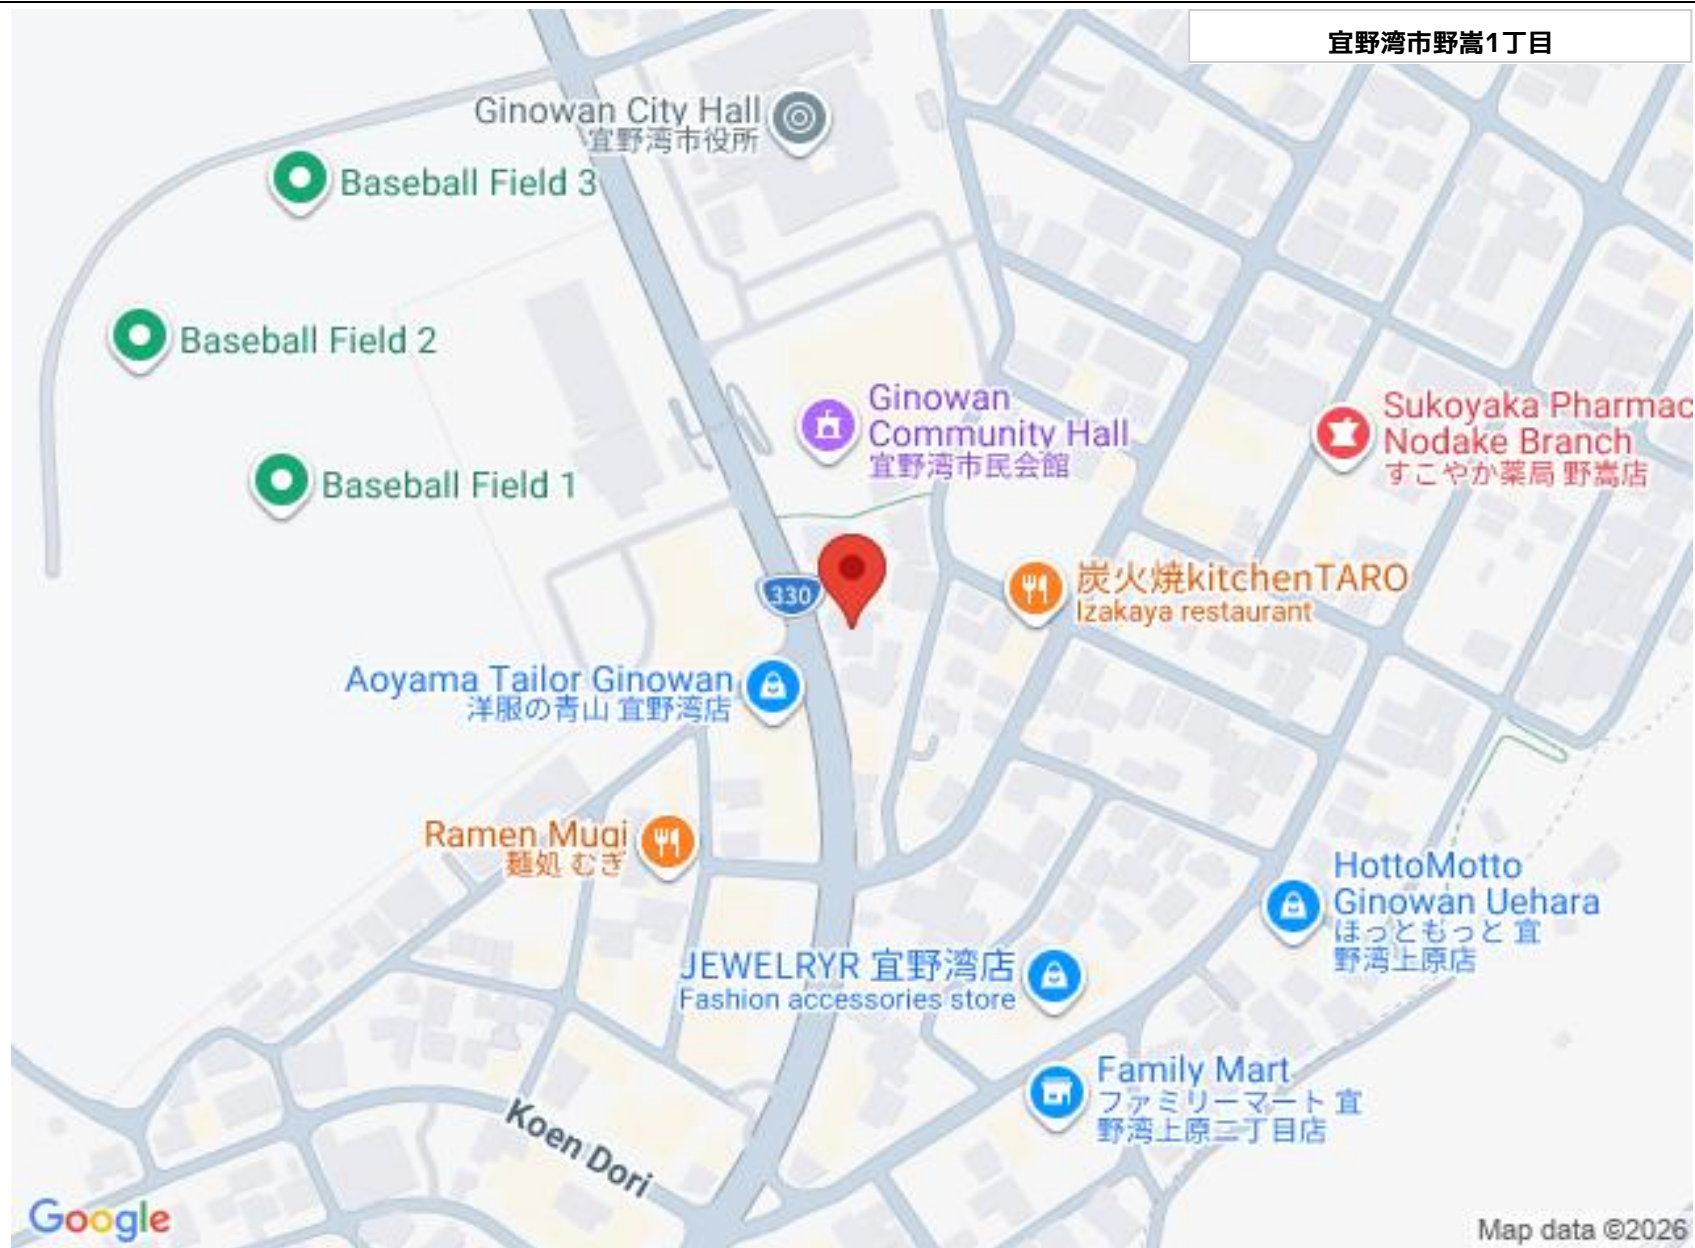 宜野湾市野嵩1丁目
Ginowan City Hall
宜野湾市役所
Baseball Field 3
Baseball Field 2
Ginowan
Community Hall
宜野湾市民会館
Sukoyaka Pharmac
Nodake Branch
すこやか薬局 野嵩店
Baseball Field 1
330
炭火焼kitchenTARO
Izakaya restaurant
Aoyama Tailor Ginowan
洋服の青山 宜野湾店
Ramen Mugi
麺処 むぎ
HottoMotto
Ginowan Uehara
ほっともっと 宜
野湾上原店
JEWELRYR 宜野湾店
Fashion accessories store
Family Mart
ファミリーマート 宜
野湾上原二丁目店
Koen Dori
Google
Map data ©2026